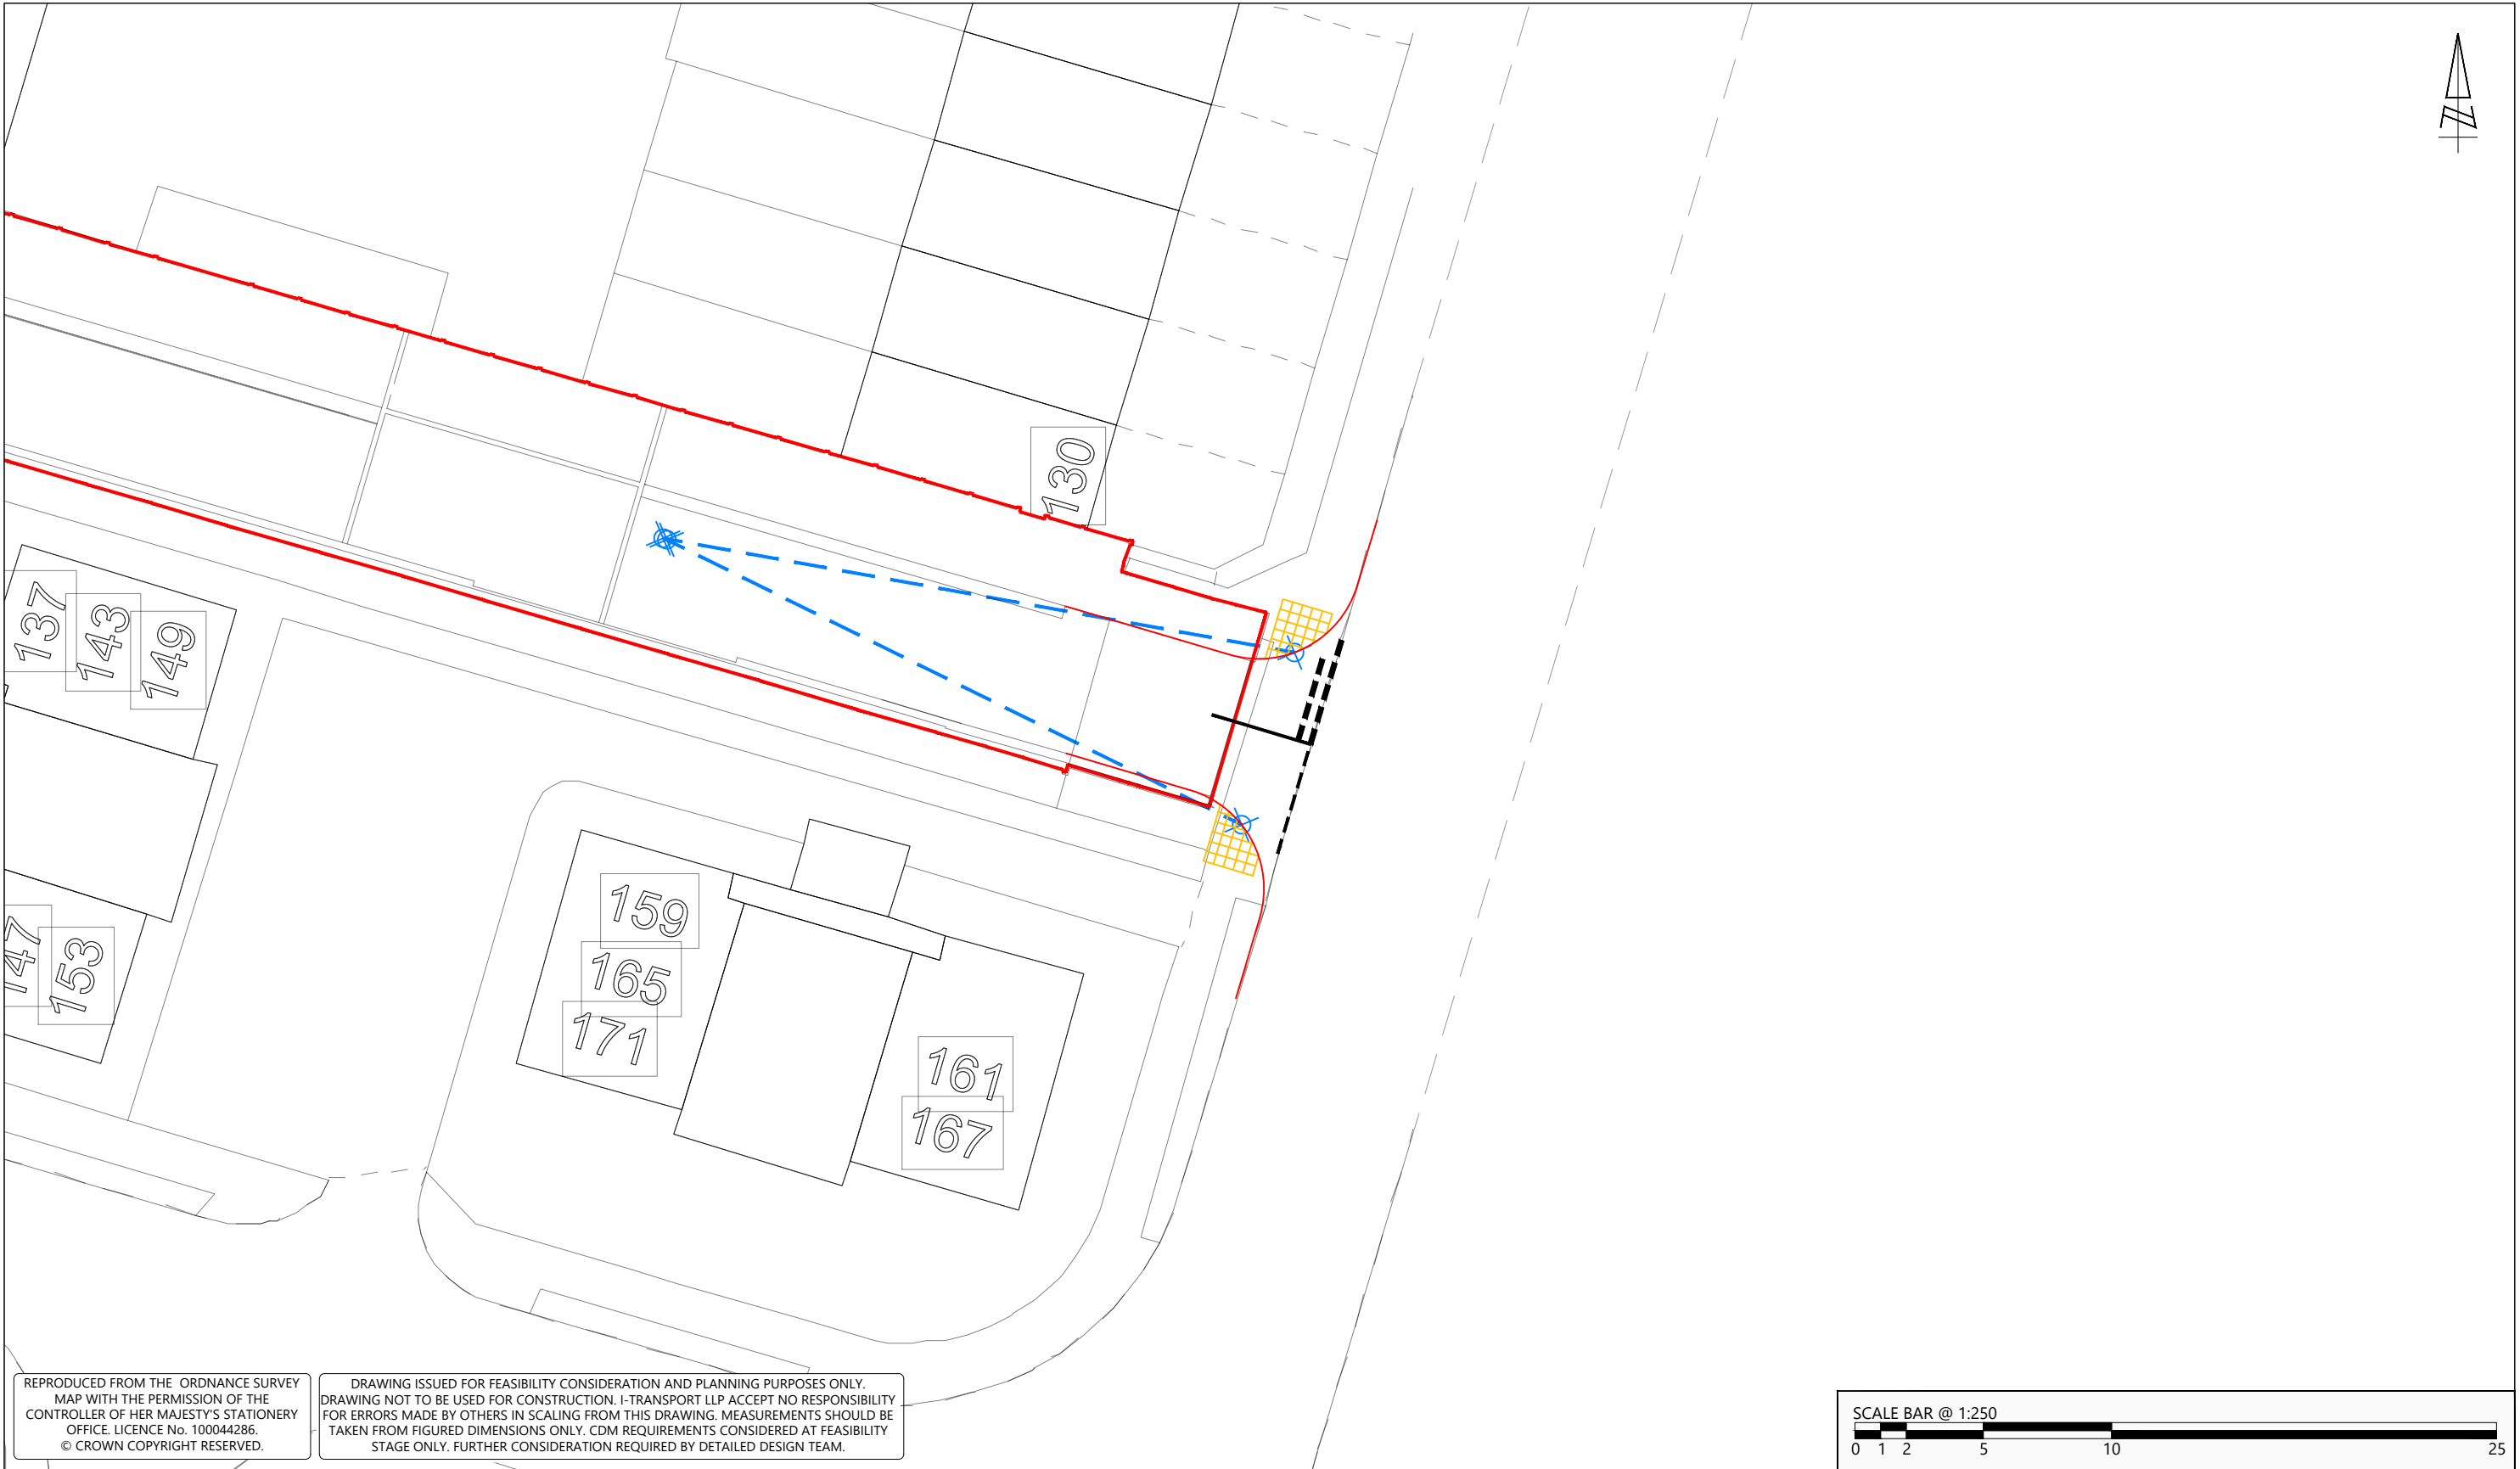 130
137
143
149
147
153
159
165
171
161
167
REPRODUCED FROM THE ORDNANCE SURVEY
MAP WITH THE PERMISSION OF THE
CONTROLLER OF HER MAJESTY'S STATIONERY
OFFICE. LICENCE No. 100044286.
© CROWN COPYRIGHT RESERVED.
DRAWING ISSUED FOR FEASIBILITY CONSIDERATION AND PLANNING PURPOSES ONLY.
DRAWING NOT TO BE USED FOR CONSTRUCTION. I-TRANSPORT LLP ACCEPT NO RESPONSIBILITY
FOR ERRORS MADE BY OTHERS IN SCALING FROM THIS DRAWING. MEASUREMENTS SHOULD BE
TAKEN FROM FIGURED DIMENSIONS ONLY. CDM REQUIREMENTS CONSIDERED AT FEASIBILITY
STAGE ONLY. FURTHER CONSIDERATION REQUIRED BY DETAILED DESIGN TEAM.
SCALE BAR @ 1:250
0 1 2 5 10 25
N